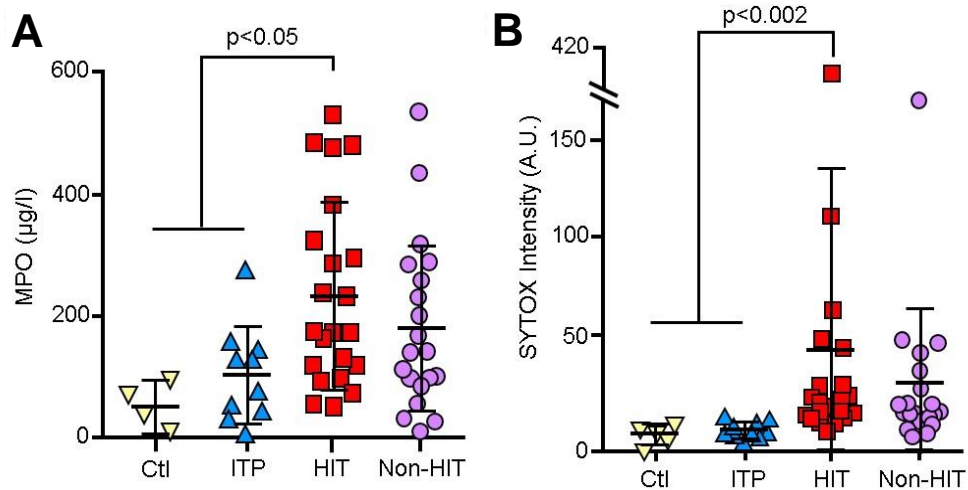 A
p<0.05
MPO (µg/l)
600
400
200
0
Ctl ITP HIT Non-HIT
B
p<0.002
SYTOX Intensity (A.U.)
420
150
100
50
0
Ctl ITP HIT Non-HIT